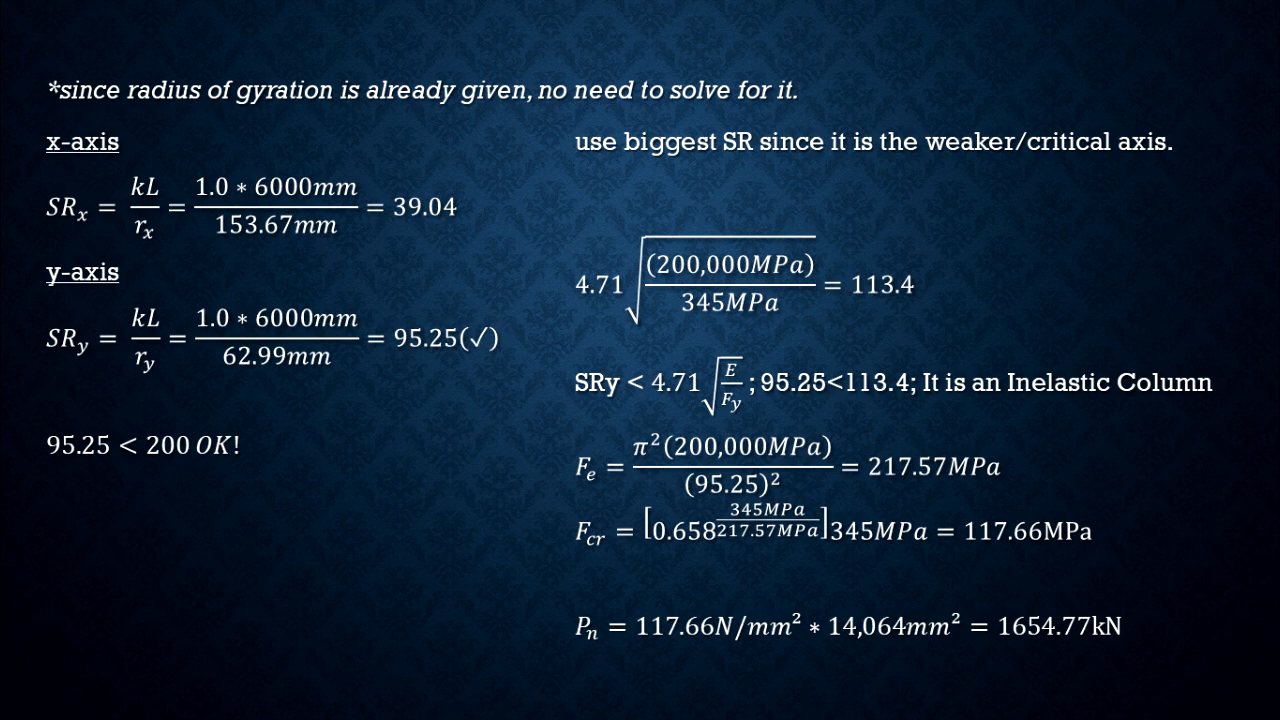 *since radius of gyration is already given, no need to solve for it.
x-axis
SRₓ = kL/rₓ = 1.0 * 6000mm/153.67mm = 39.04
y-axis
SR_y = kL/r_y = 1.0 * 6000mm/62.99mm = 95.25(✓)
95.25 < 200 OK!
use biggest SR since it is the weaker/critical axis.
4.71√((200,000MPa)/345MPa) = 113.4
SRy < 4.71√(E/F_y) ; 95.25<113.4; It is an Inelastic Column
F_e = π²(200,000MPa)/(95.25)² = 217.57MPa
F_cr = [0.658^(345MPa/217.57MPa)]345MPa = 117.66MPa
P_n = 117.66N/mm² * 14,064mm² = 1654.77kN